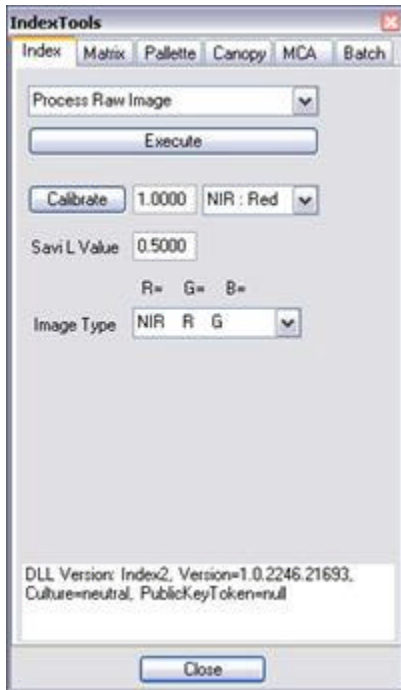 IndexTools
Index Matrix Pallette Canopy MCA Batch
Process Raw Image
Execute
Calibrate 1.0000 NIR : Red
Savi L Value 0.5000
R= G= B=
Image Type NIR R G
DLL Version: Index2, Version=1.0.2246.21693,
Culture=neutral, PublicKeyToken=null
Close